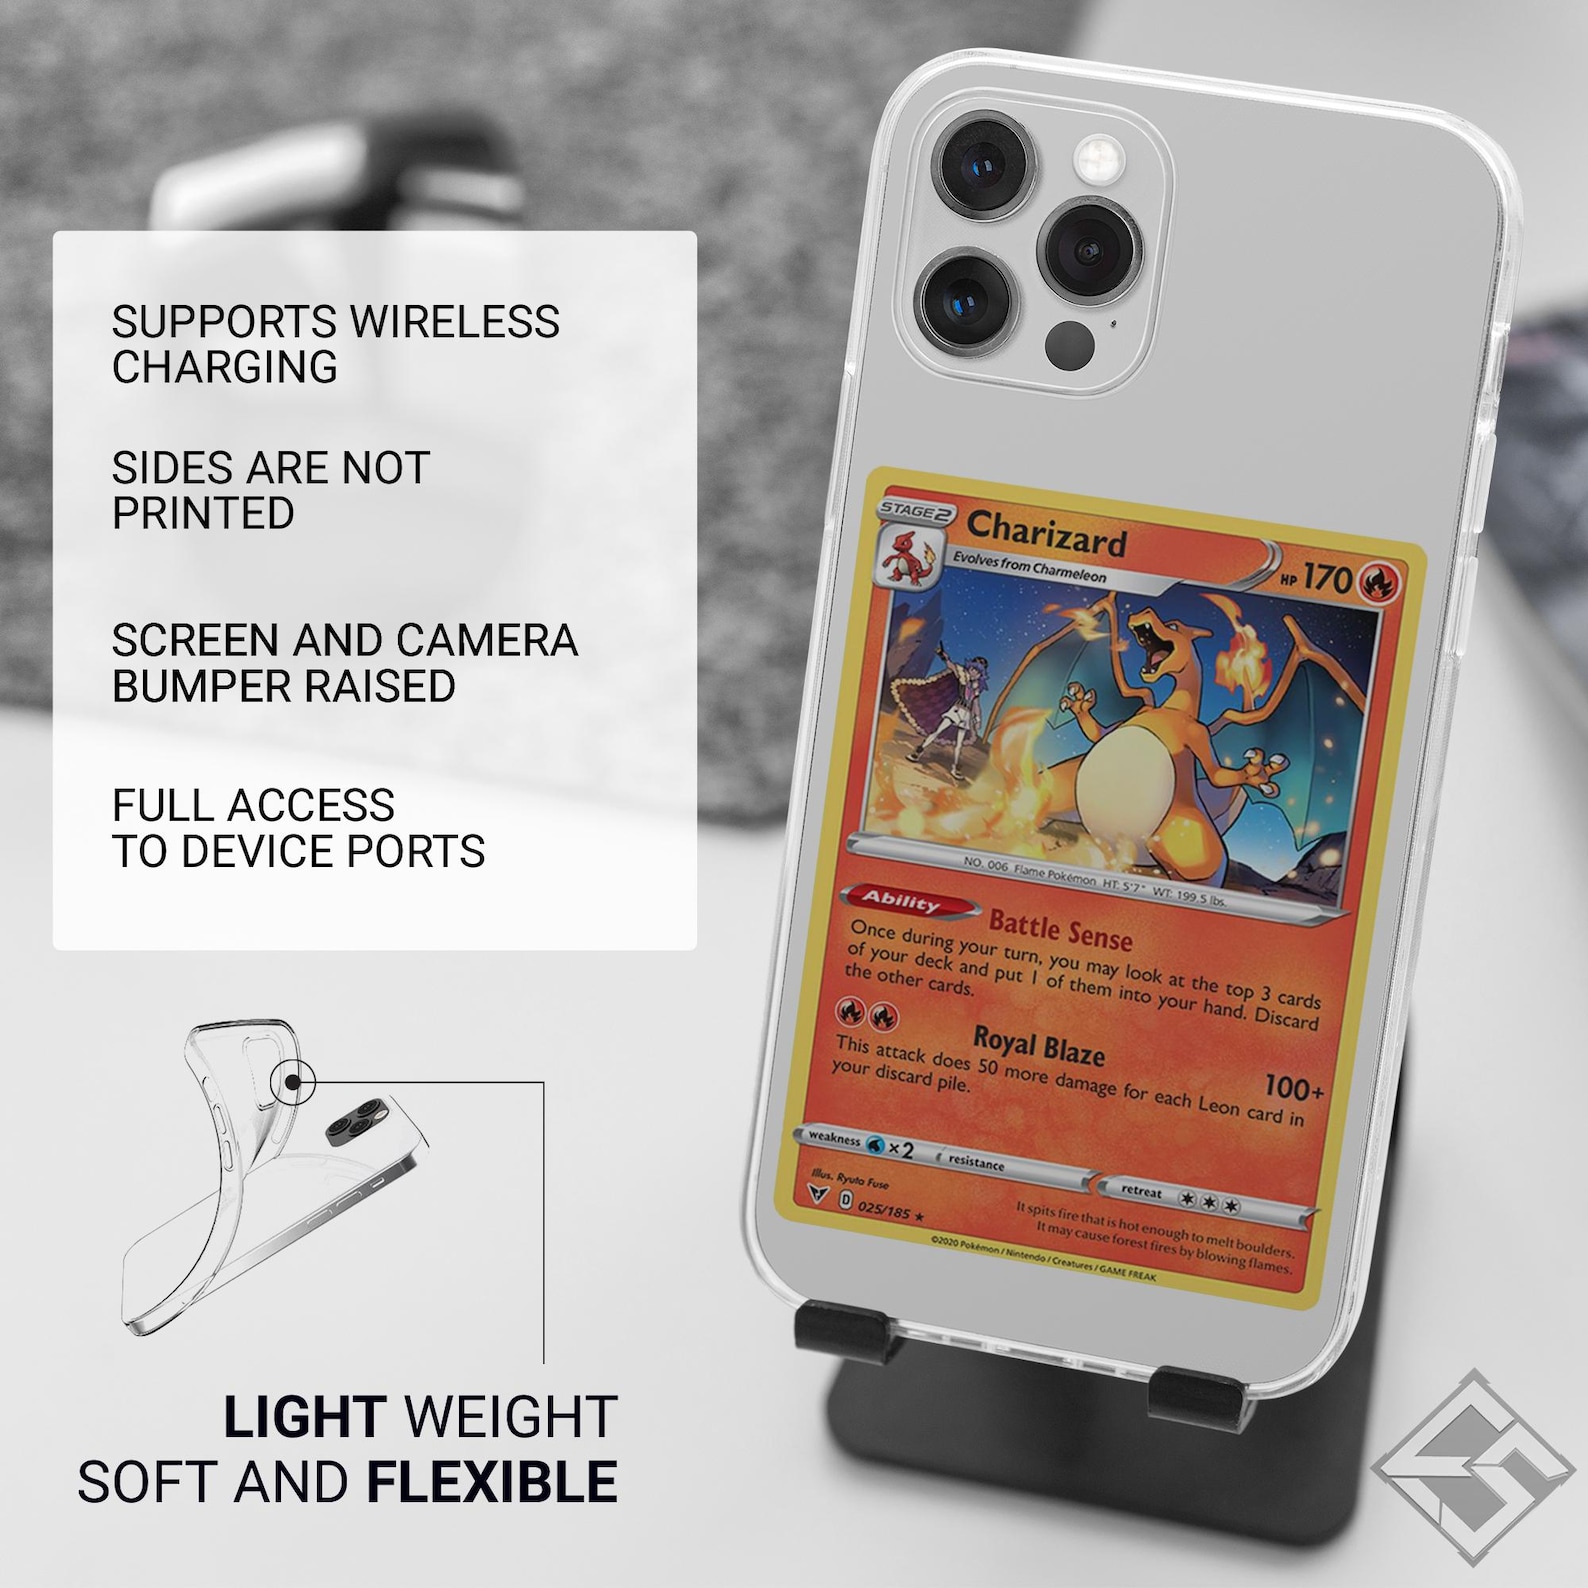 SUPPORTS WIRELESS
CHARGING
SIDES ARE NOT
PRINTED
SCREEN AND CAMERA
BUMPER RAISED
FULL ACCESS
TO DEVICE PORTS
LIGHT WEIGHT
SOFT AND FLEXIBLE
STAGE 2
Charizard
HP 170
Evolves from Charmeleon
NO. 006 Flame Pokémon HT: 5'7" WT: 199.5 lbs.
Ability
Battle Sense
Once during your turn, you may look at the top 3 cards
of your deck and put 1 of them into your hand. Discard
the other cards.
Royal Blaze
100+
This attack does 50 more damage for each Leon card in
your discard pile.
weakness ×2 resistance retreat
Illus. Ryuta Fuse
D 025/185 ★
It spits fire that is hot enough to melt boulders.
It may cause forest fires by blowing flames.
©2020 Pokémon / Nintendo / Creatures / GAME FREAK